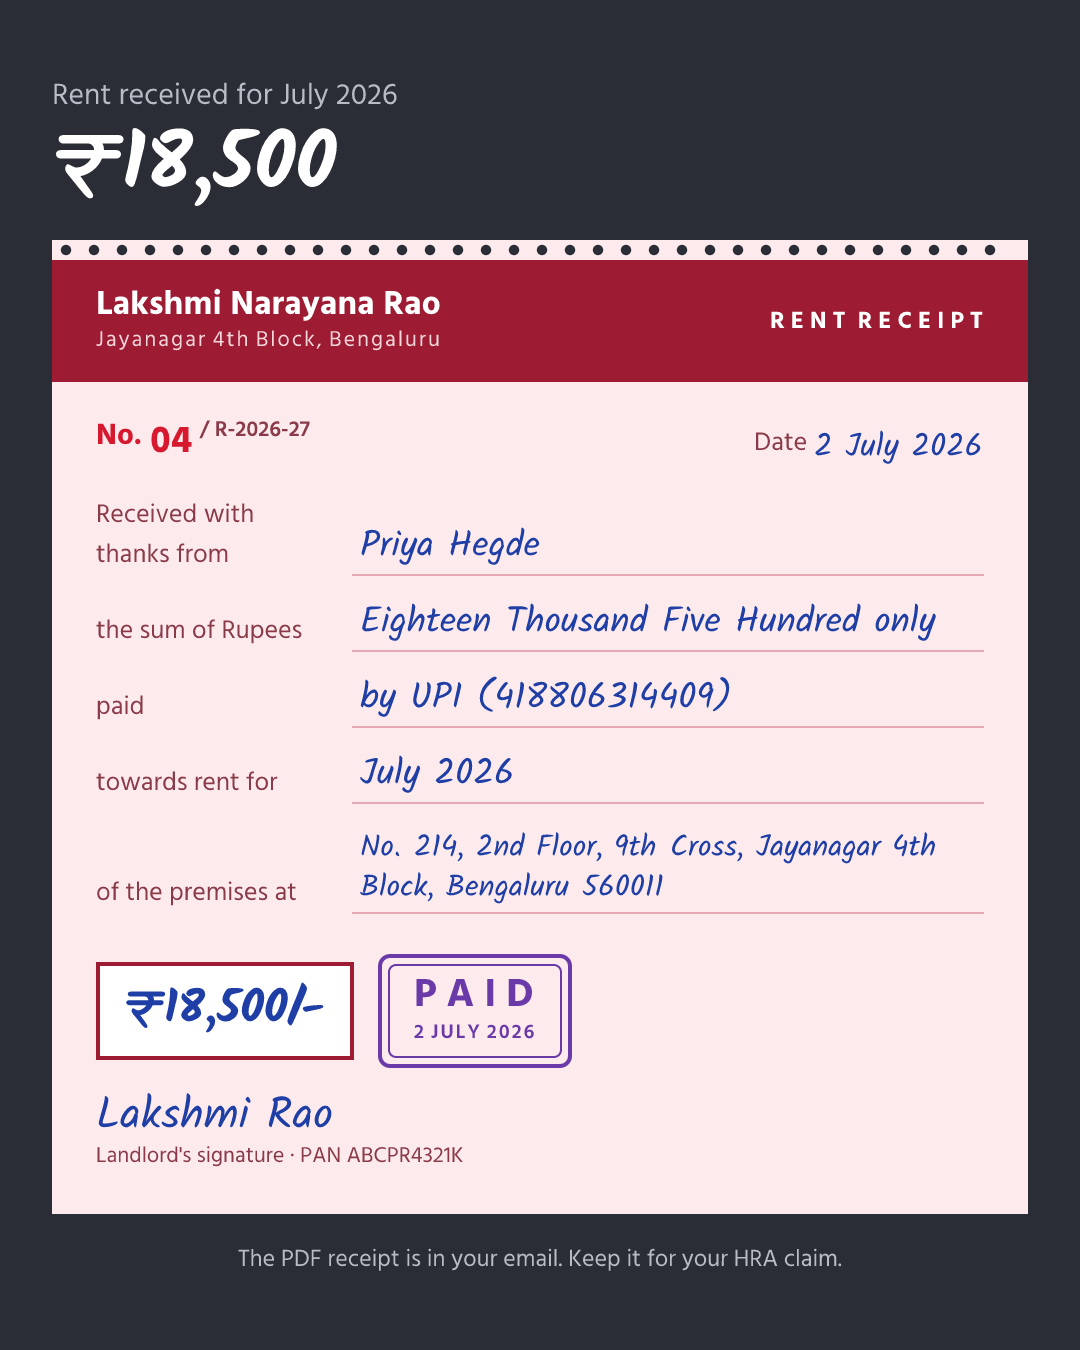 Rent received for July 2026
₹18,500
Lakshmi Narayana Rao
Jayanagar 4th Block, Bengaluru
RENT RECEIPT
No. 04 / R-2026-27
Date 2 July 2026
Received with
thanks from
Priya Hegde
the sum of Rupees Eighteen Thousand Five Hundred only
paid by UPI (418806314409)
towards rent for July 2026
No. 214, 2nd Floor, 9th Cross, Jayanagar 4th
of the premises at Block, Bengaluru 560011
₹18,500/-
PAID
2 JULY 2026
Lakshmi Rao
Landlord's signature · PAN ABCPR4321K
The PDF receipt is in your email. Keep it for your HRA claim.